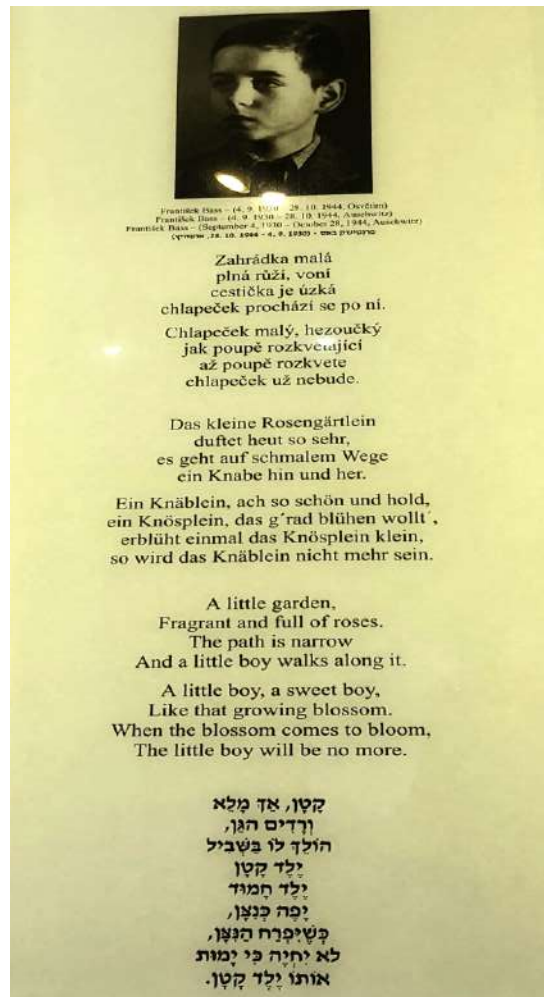 František Bass – (4. 9. 1930 – 28. 10. 1944, Osvětim)
František Bass – (4. 9. 1930 – 28. 10. 1944, Auschwitz)
František Bass – (September 4, 1930 – October 28, 1944, Auschwitz)
Zahrádka malá
plná růží, voní
cestička je úzká
chlapeček prochází se po ní.
Chlapeček malý, hezoučký
jak poupě rozkvétající
až poupě rozkvete
chlapeček už nebude.
Das kleine Rosengärtlein
duftet heut so sehr,
es geht auf schmalem Wege
ein Knabe hin und her.
Ein Knäblein, ach so schön und hold,
ein Knösplein, das g´rad blühen wollt´,
erblüht einmal das Knösplein klein,
so wird das Knäblein nicht mehr sein.
A little garden,
Fragrant and full of roses.
The path is narrow
And a little boy walks along it.
A little boy, a sweet boy,
Like that growing blossom.
When the blossom comes to bloom,
The little boy will be no more.
קָטָן, אַךְ מָלֵא
וְרָדִים הַגַּן,
הוֹלֵךְ לוֹ בַּשְּׁבִיל
יֶלֶד קָטָן
יֶלֶד חָמוּד
יָפֶה כְּנִצָּן,
כְּשֶׁיִּפְרַח הַנִּצָּן,
לֹא יִחְיֶה כִּי יָמוּת
אוֹתוֹ יֶלֶד קָטָן.